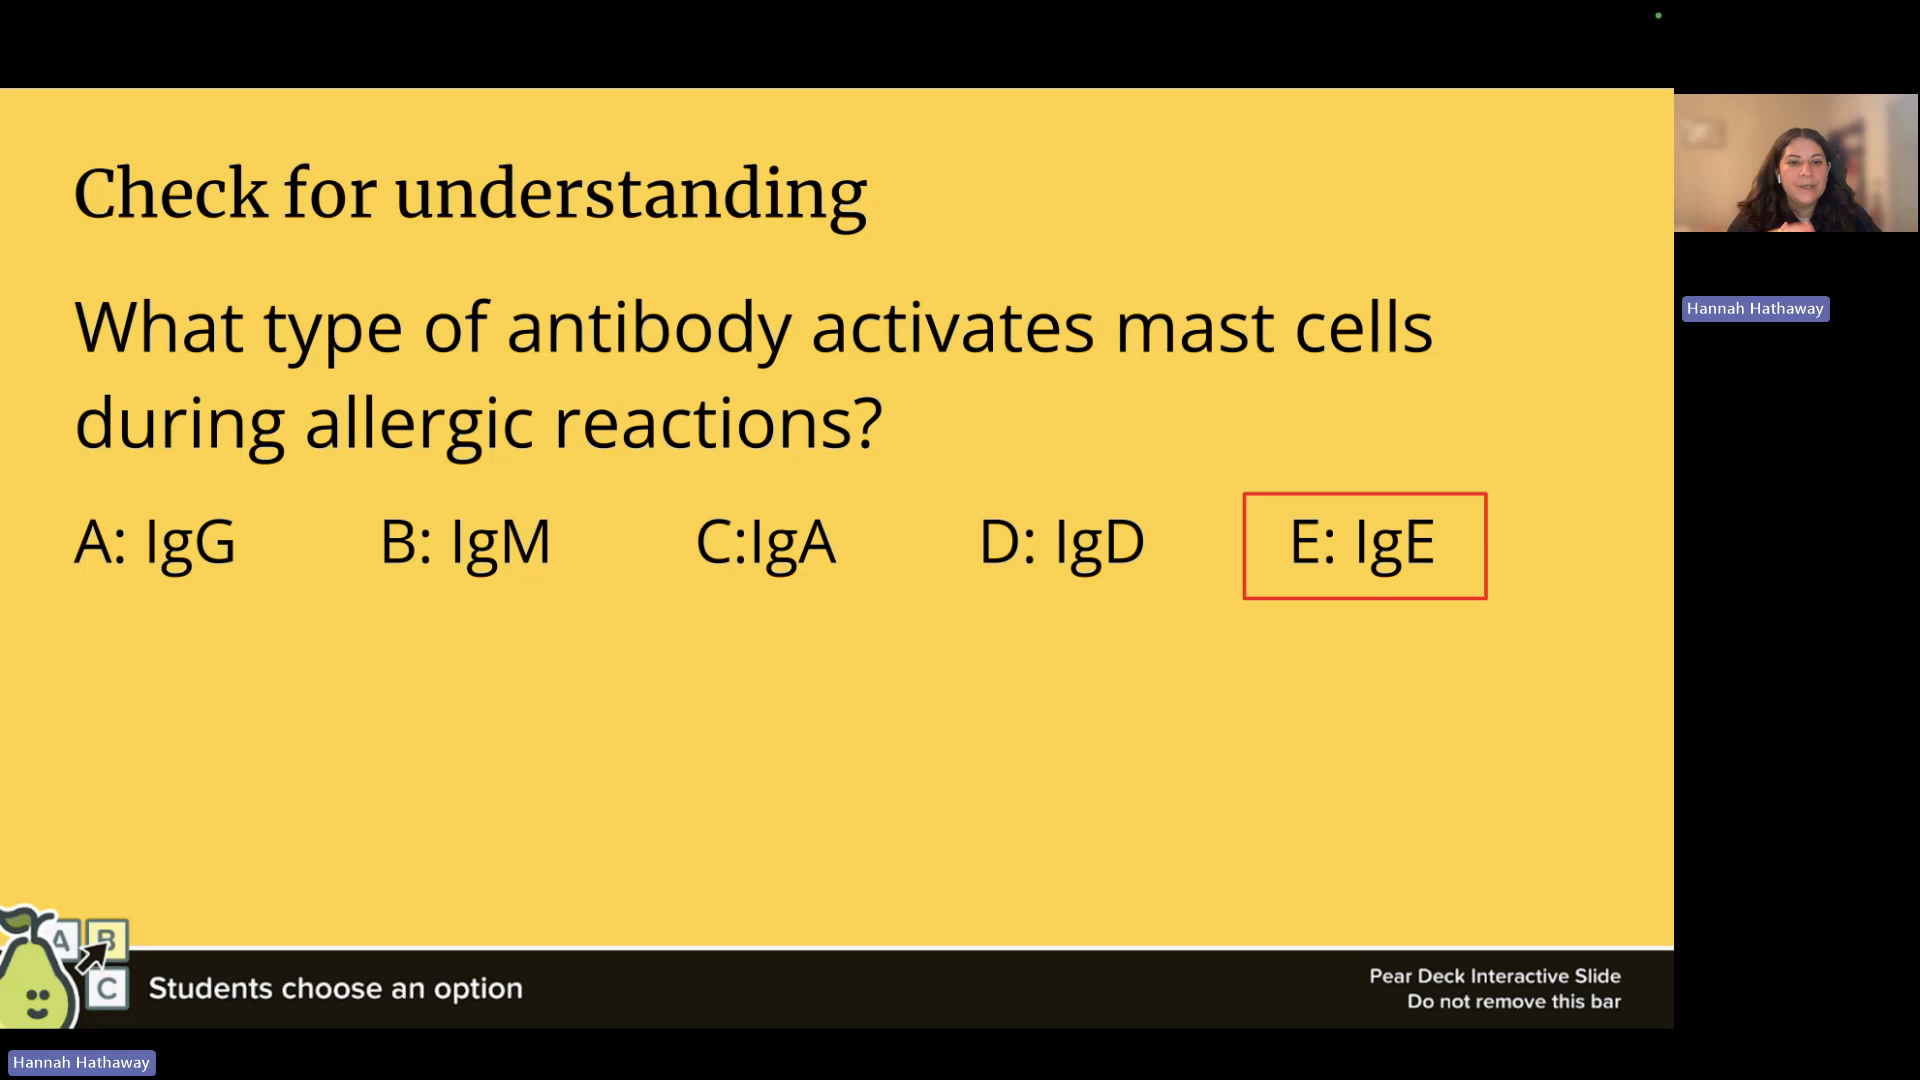 Check for understanding
What type of antibody activates mast cells
during allergic reactions?
A: IgG B: IgM C:IgA D: IgD E: IgE
A B
C
Students choose an option
Pear Deck Interactive Slide
Do not remove this bar
Hannah Hathaway
Hannah Hathaway